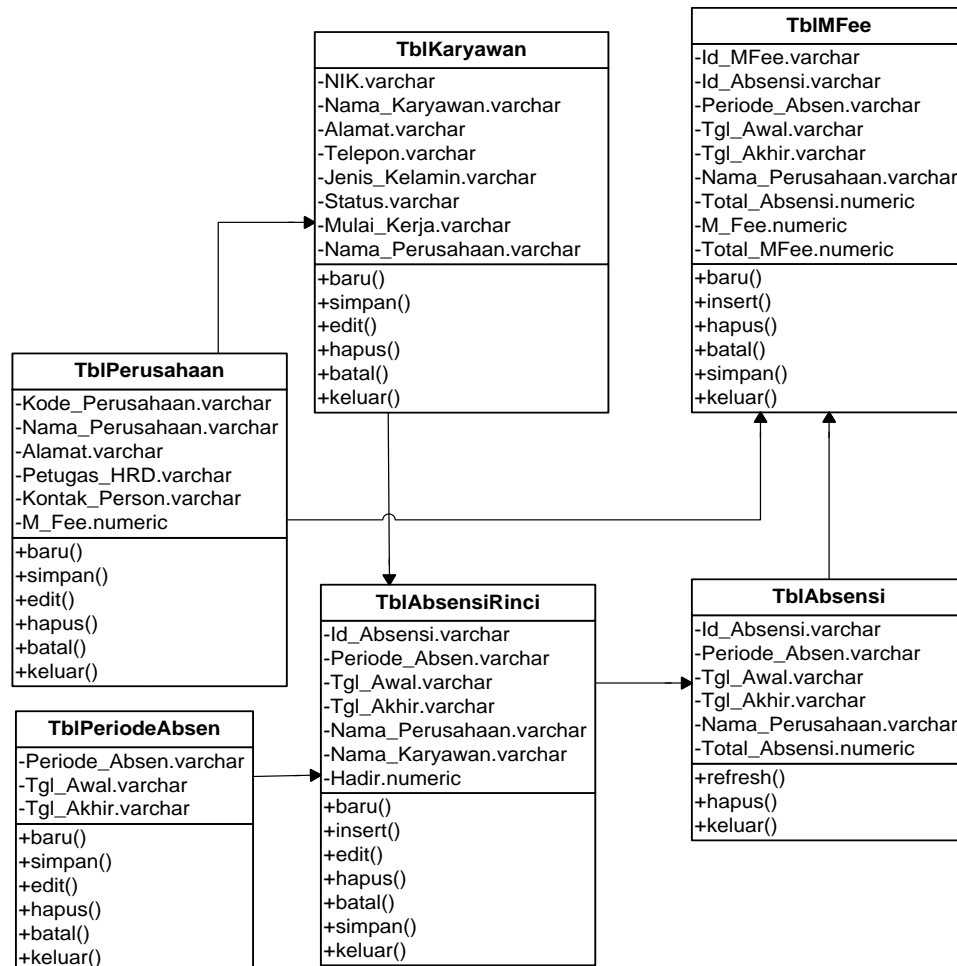 TblKaryawan
-NIK.varchar
-Nama_Karyawan.varchar
-Alamat.varchar
-Telepon.varchar
-Jenis_Kelamin.varchar
-Status.varchar
-Mulai_Kerja.varchar
-Nama_Perusahaan.varchar
+baru()
+simpan()
+edit()
+hapus()
+batal()
+keluar()
TblMFee
-Id_MFee.varchar
-Id_Absensi.varchar
-Periode_Absen.varchar
-Tgl_Awal.varchar
-Tgl_Akhir.varchar
-Nama_Perusahaan.varchar
-Total_Absensi.numeric
-M_Fee.numeric
-Total_MFee.numeric
+baru()
+insert()
+hapus()
+batal()
+simpan()
+keluar()
TblPerusahaan
-Kode_Perusahaan.varchar
-Nama_Perusahaan.varchar
-Alamat.varchar
-Petugas_HRD.varchar
-Kontak_Person.varchar
-M_Fee.numeric
+baru()
+simpan()
+edit()
+hapus()
+batal()
+keluar()
TblAbsensiRinci
-Id_Absensi.varchar
-Periode_Absen.varchar
-Tgl_Awal.varchar
-Tgl_Akhir.varchar
-Nama_Perusahaan.varchar
-Nama_Karyawan.varchar
-Hadir.numeric
+baru()
+insert()
+edit()
+hapus()
+batal()
+simpan()
+keluar()
TblAbsensi
-Id_Absensi.varchar
-Periode_Absen.varchar
-Tgl_Awal.varchar
-Tgl_Akhir.varchar
-Nama_Perusahaan.varchar
-Total_Absensi.numeric
+refresh()
+hapus()
+keluar()
TblPeriodeAbsen
-Periode_Absen.varchar
-Tgl_Awal.varchar
-Tgl_Akhir.varchar
+baru()
+simpan()
+edit()
+hapus()
+batal()
+keluar()